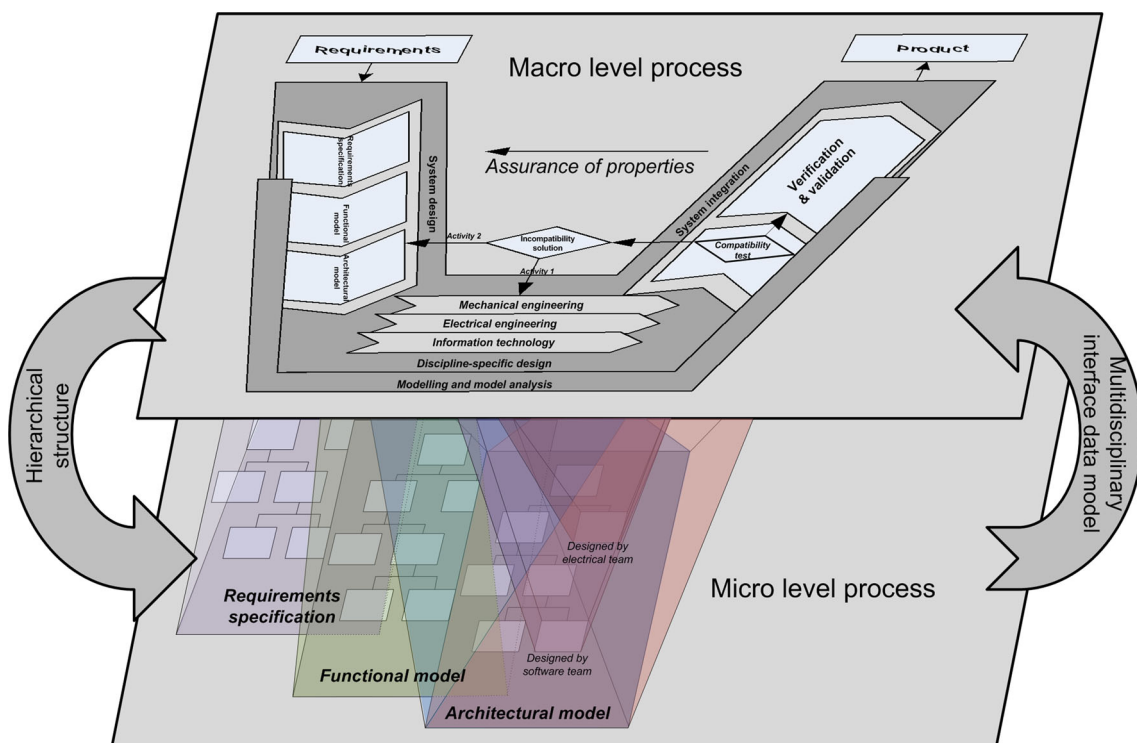 Requirements
Product
Macro level process
Requirements
specification
Functional
model
Architectural
model
System design
Assurance of properties
System integration
Verification
& validation
Compatibility
test
Activity 2
Incompatibility
solution
Activity 1
Mechanical engineering
Electrical engineering
Information technology
Discipline-specific design
Modelling and model analysis
Hierarchical
structure
Multidisciplinary
interface data model
Designed by
electrical team
Micro level process
Requirements
specification
Designed by
software team
Functional model
Architectural model